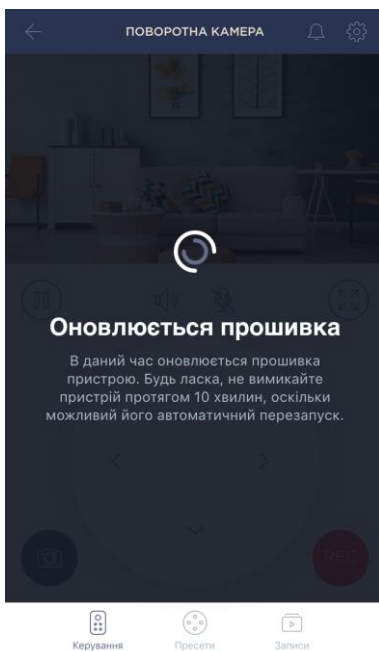 ПОВОРОТНА КАМЕРА
Оновлюється прошивка
В даний час оновлюється прошивка
пристрою. Будь ласка, не вимикайте
пристрій протягом 10 хвилин, оскільки
можливий його автоматичний перезапуск.
REC
Керування
Пресети
Записи